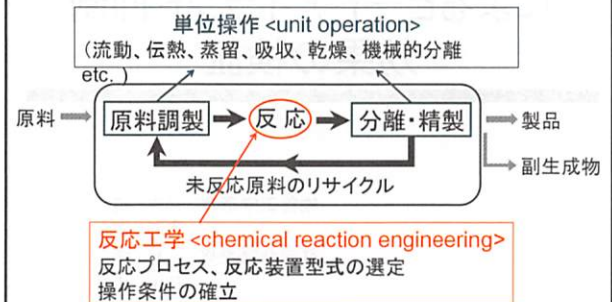 単位操作 <unit operation>
(流動、伝熱、蒸留、吸収、乾燥、機械的分離
etc. )
原料 原料調製 反 応 分離・精製 製品
副生成物
未反応原料のリサイクル
反応工学 <chemical reaction engineering>
反応プロセス、反応装置型式の選定
操作条件の確立